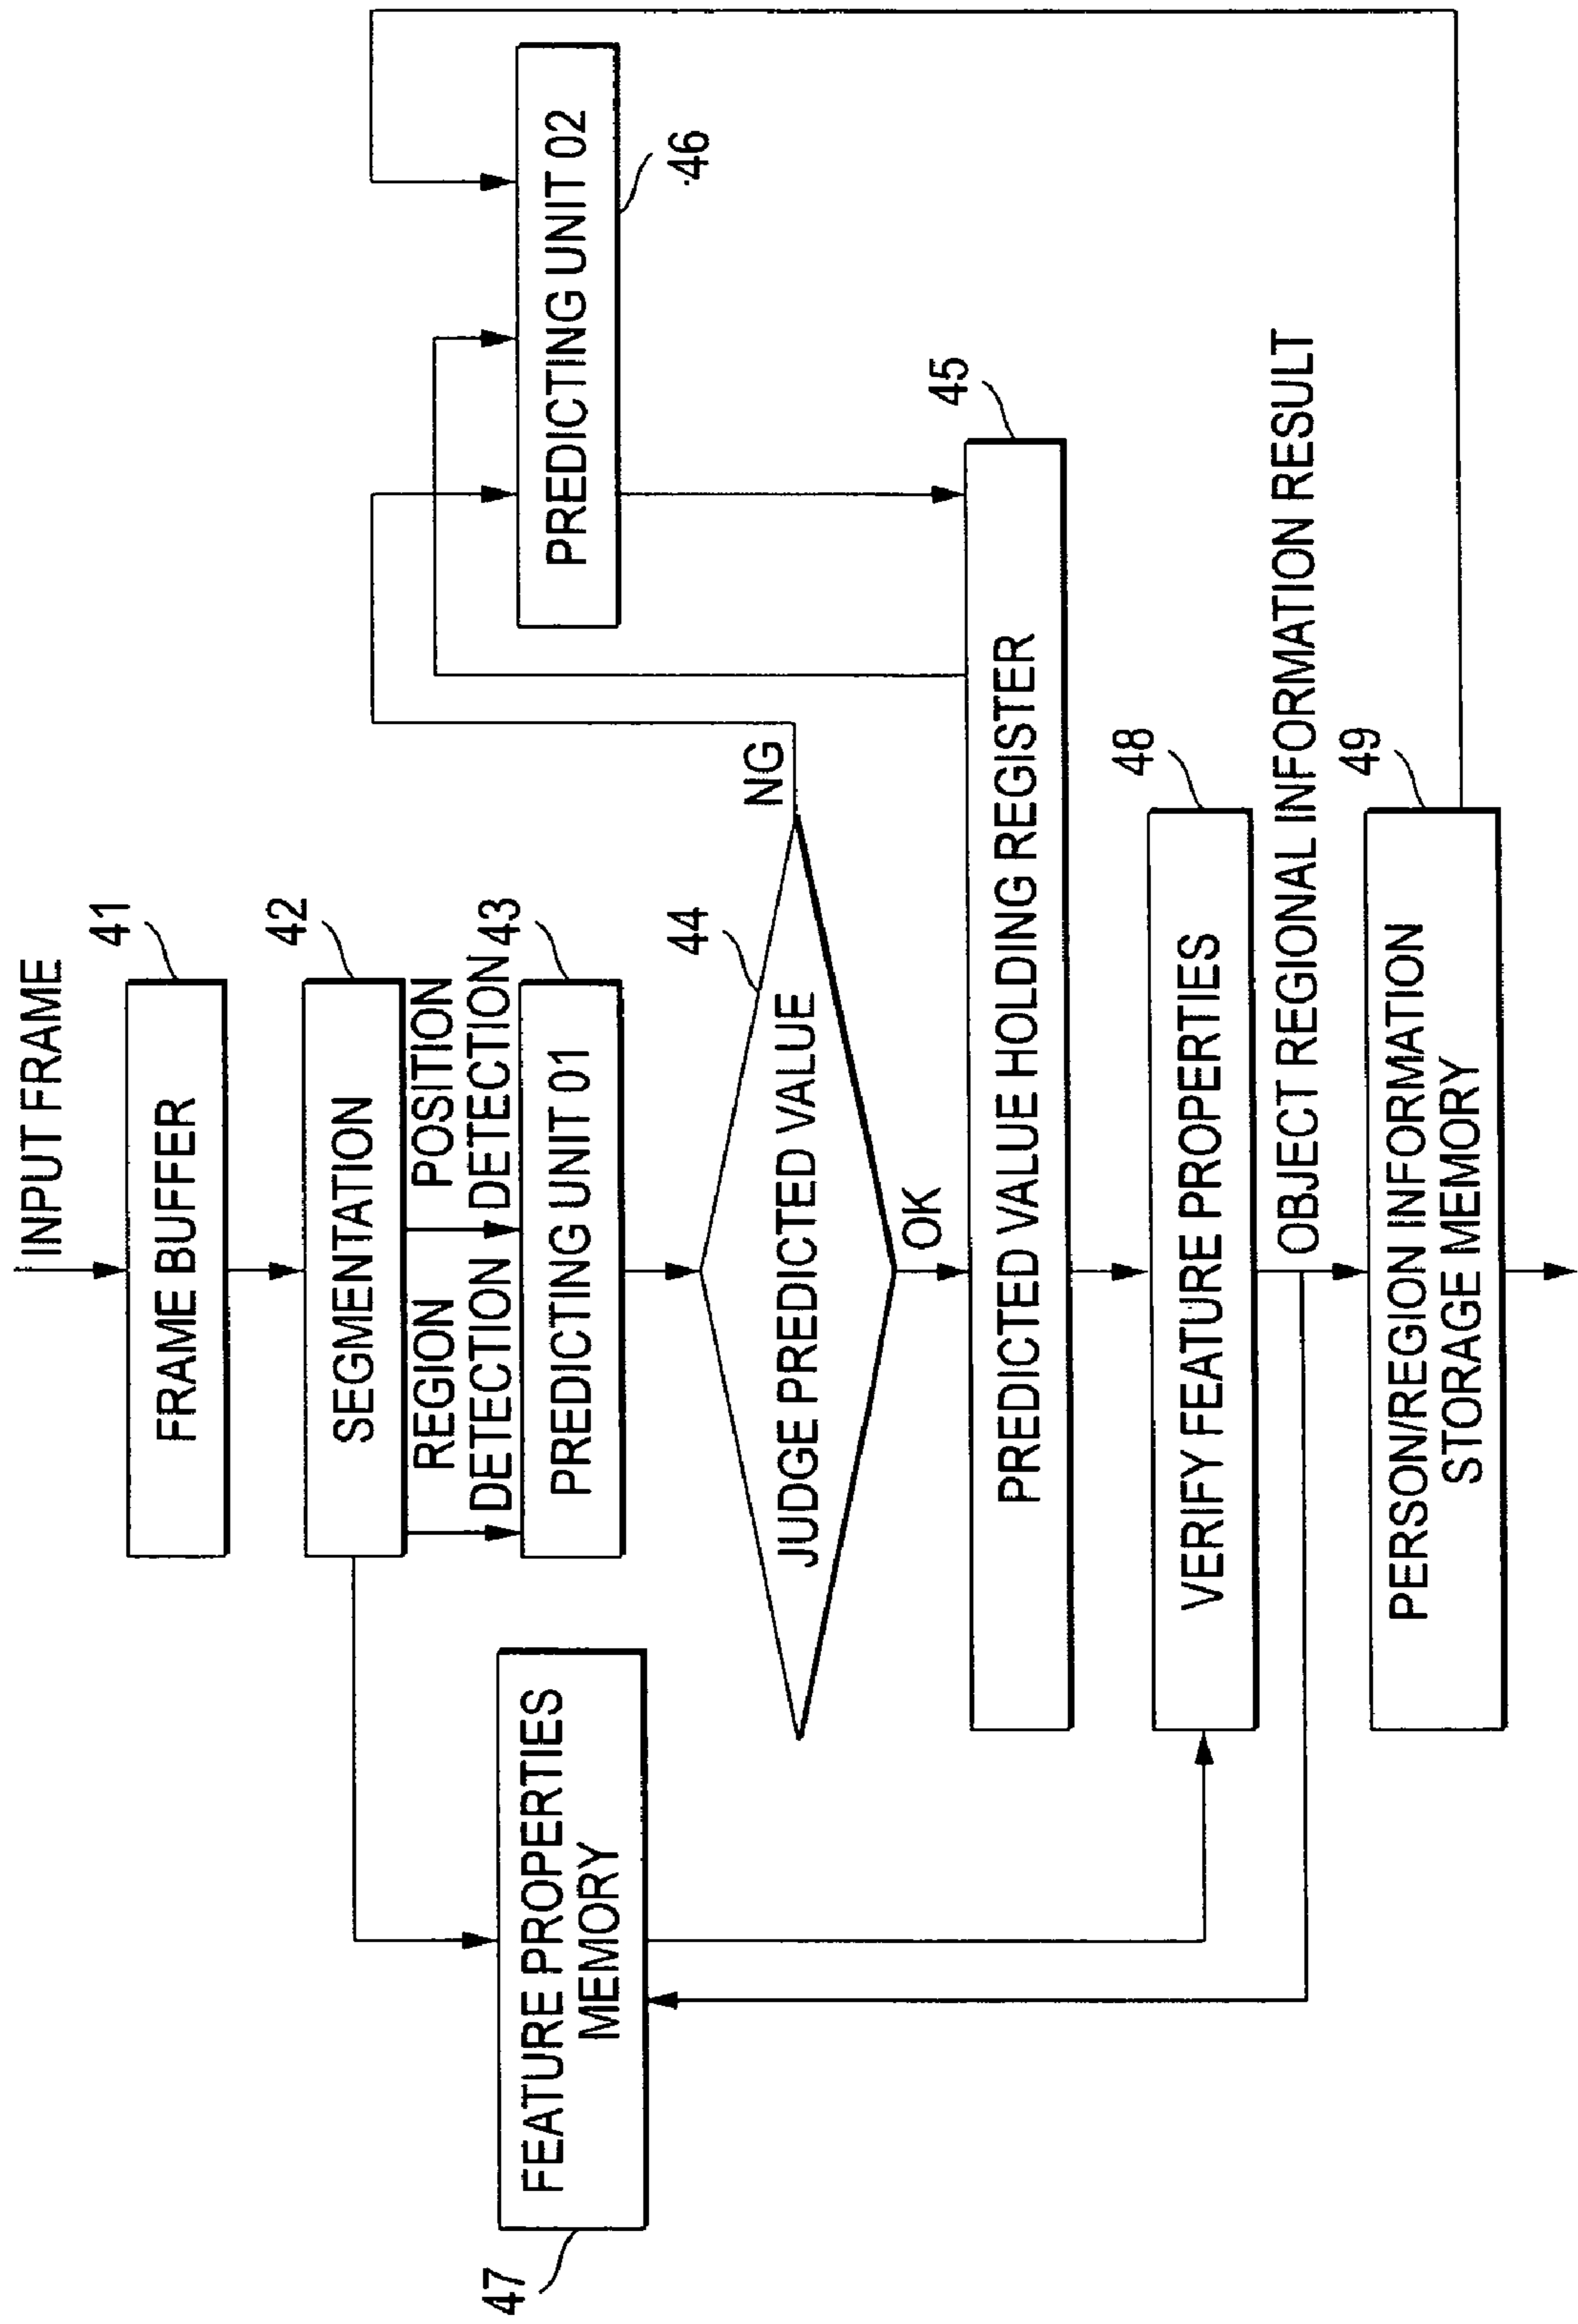 INPUT FRAME
41
FRAME BUFFER
42
SEGMENTATION
REGION
DETECTION
POSITION
DETECTION
43
PREDICTING UNIT 01
46
PREDICTING UNIT 02
47
FEATURE PROPERTIES
MEMORY
44
JUDGE PREDICTED VALUE
NG
OK
45
PREDICTED VALUE HOLDING REGISTER
48
VERIFY FEATURE PROPERTIES
OBJECT REGIONAL INFORMATION RESULT
49
PERSON/REGION INFORMATION
STORAGE MEMORY